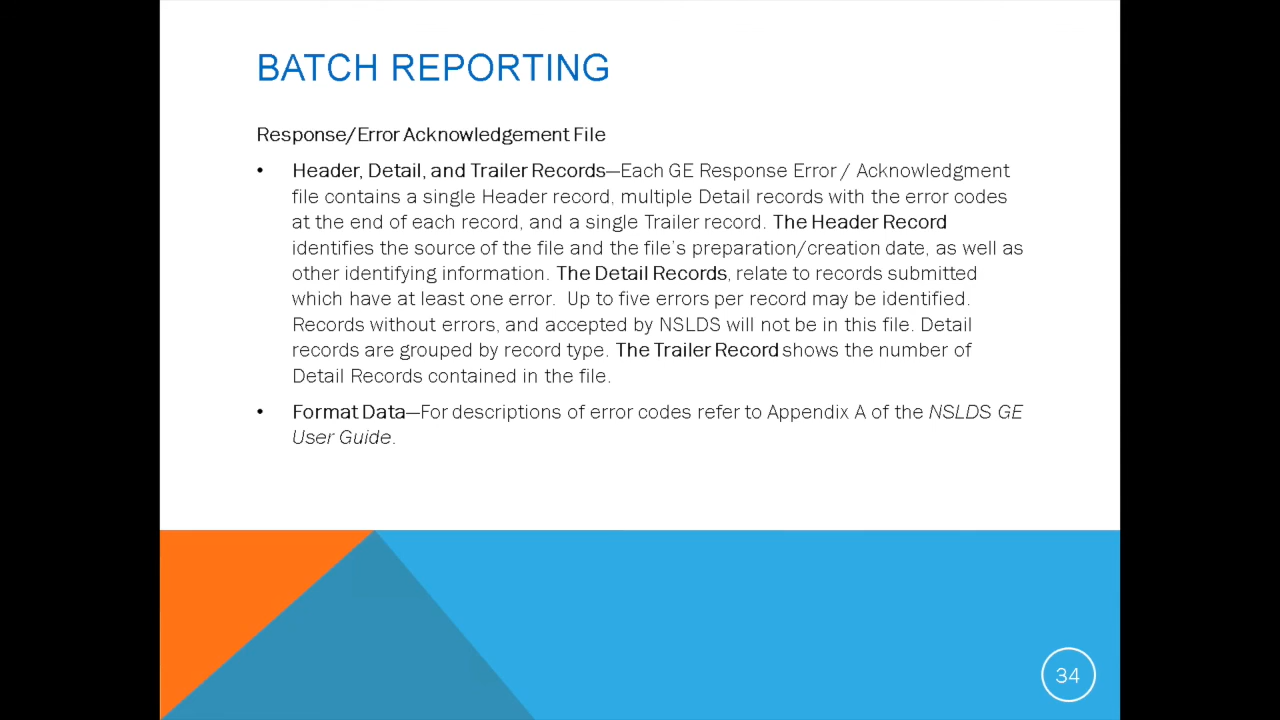 BATCH REPORTING
Response/Error Acknowledgement File
• Header, Detail, and Trailer Records—Each GE Response Error / Acknowledgment
file contains a single Header record, multiple Detail records with the error codes
at the end of each record, and a single Trailer record. The Header Record
identifies the source of the file and the file's preparation/creation date, as well as
other identifying information. The Detail Records, relate to records submitted
which have at least one error.  Up to five errors per record may be identified.
Records without errors, and accepted by NSLDS will not be in this file. Detail
records are grouped by record type. The Trailer Record shows the number of
Detail Records contained in the file.
• Format Data—For descriptions of error codes refer to Appendix A of the NSLDS GE
User Guide.
34